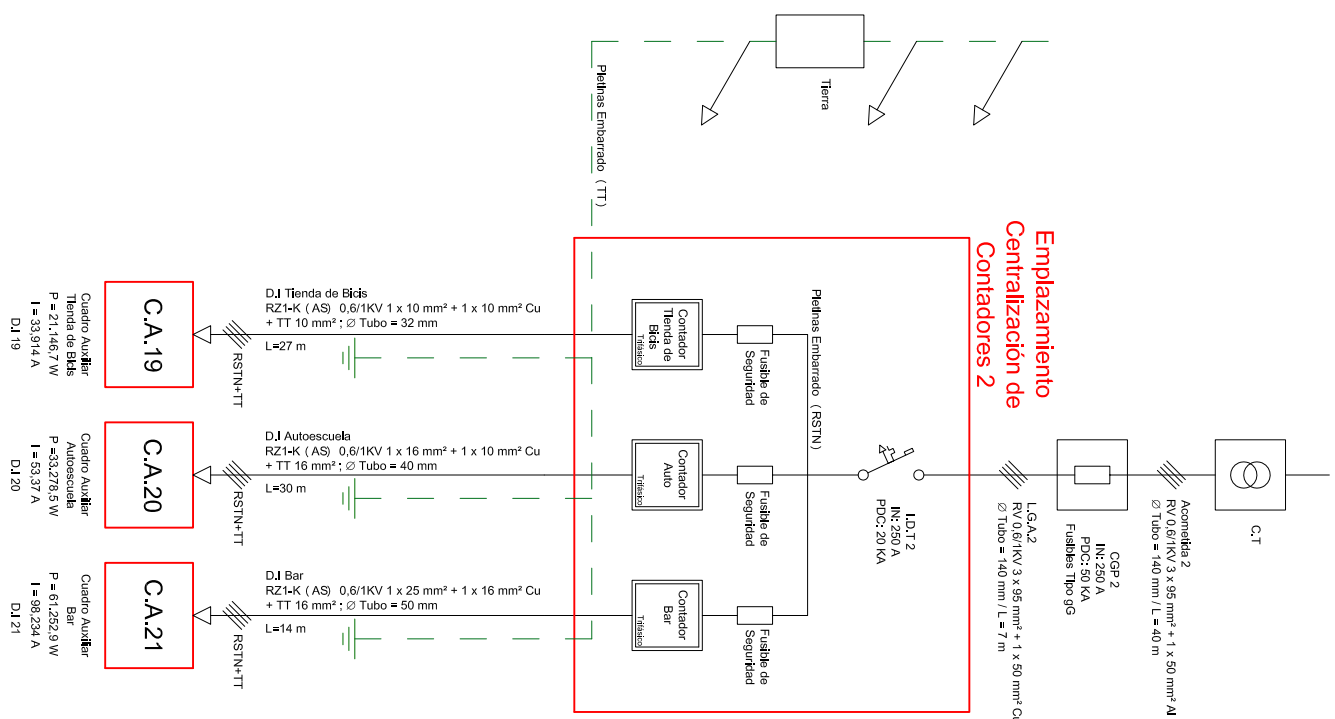 Tierra
Pletinas Embarrado (TT)
Emplazamiento
Centralización de
Contadores 2
C.T
Acometida 2
RV 0,6/1KV 3 x 95 mm² + 1 x 50 mm² Al
Ø Tubo = 140 mm / L = 40 m
CGP 2
IN: 250 A
PDC: 50 KA
Fusibles Tipo gG
L.G.A.2
RV 0,6/1KV 3 x 95 mm² + 1 x 50 mm² Cu
Ø Tubo = 140 mm / L = 7 m
I.D.T 2
IN: 250 A
PDC: 20 KA
Pletinas Embarrado (RSTN)
Fusible de
Seguridad
Contador
Tienda de
Bicis
Trifásico
Fusible de
Seguridad
Contador
Auto
Trifásico
Fusible de
Seguridad
Contador
Bar
Trifásico
D.I Tienda de Bicis
RZ1-K ( AS) 0,6/1KV 1 x 10 mm² + 1 x 10 mm² Cu
+ TT 10 mm² ; Ø Tubo = 32 mm
L=27 m
RSTN+TT
C.A.19
Cuadro Auxiliar
Tienda de Bicis
P = 21.146,7 W
I = 33,914 A
D.I 19
D.I Autoescuela
RZ1-K ( AS) 0,6/1KV 1 x 16 mm² + 1 x 10 mm² Cu
+ TT 16 mm² ; Ø Tubo = 40 mm
L=30 m
RSTN+TT
C.A.20
Cuadro Auxiliar
Autoescuela
P =33.278,5 W
I = 53,37 A
D.I 20
D.I Bar
RZ1-K ( AS) 0,6/1KV 1 x 25 mm² + 1 x 16 mm² Cu
+ TT 16 mm² ; Ø Tubo = 50 mm
L=14 m
RSTN+TT
C.A.21
Cuadro Auxiliar
Bar
P = 61.252,9 W
I = 98,234 A
D.I 21